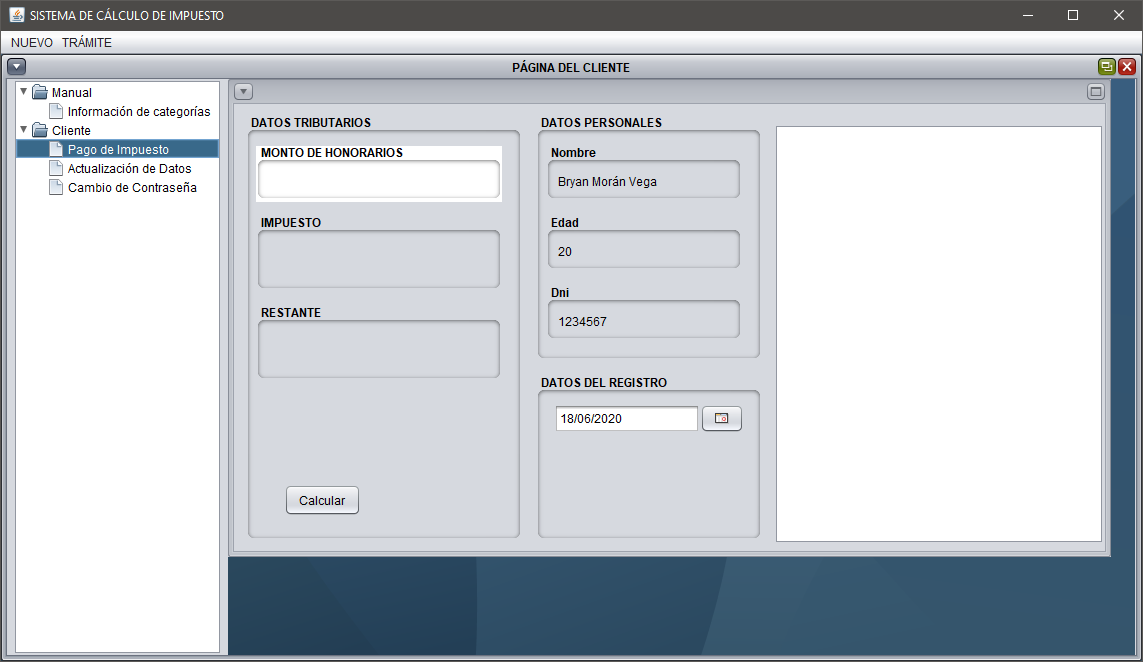 SISTEMA DE CÁLCULO DE IMPUESTO
NUEVO TRÁMITE
PÁGINA DEL CLIENTE
Manual
Información de categorías
Cliente
Pago de Impuesto
Actualización de Datos
Cambio de Contraseña
DATOS TRIBUTARIOS
MONTO DE HONORARIOS
IMPUESTO
RESTANTE
Calcular
DATOS PERSONALES
Nombre
Bryan Morán Vega
Edad
20
Dni
1234567
DATOS DEL REGISTRO
18/06/2020